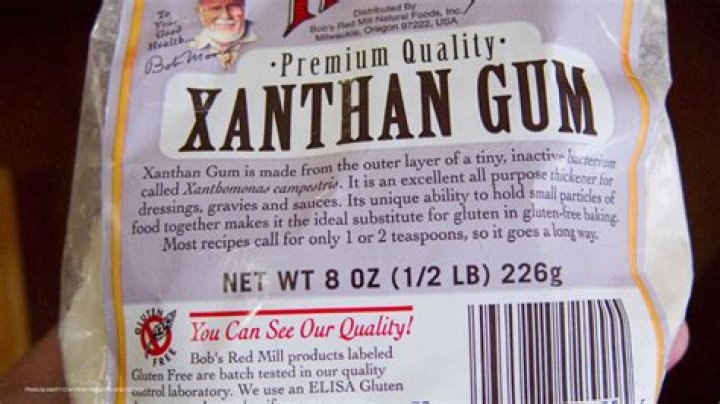 To
Your
Good
Health...
Bob Moore
Distributed By
Bob's Red Mill Natural Foods, Inc.
Milwaukie, Oregon 97222, USA
·Premium Quality·
XANTHAN GUM
Xanthan Gum is made from the outer layer of a tiny, inactive bacterium
called Xanthomonas campestris. It is an excellent all purpose thickener for
dressings, gravies and sauces. Its unique ability to hold small particles of
food together makes it the ideal substitute for gluten in gluten-free baking.
Most recipes call for only 1 or 2 teaspoons, so it goes a long way.
NET WT 8 OZ (1/2 LB) 226g
GLUTEN FREE
You Can See Our Quality!
Bob's Red Mill products labeled
Gluten Free are batch tested in our quality
control laboratory. We use an ELISA Gluten